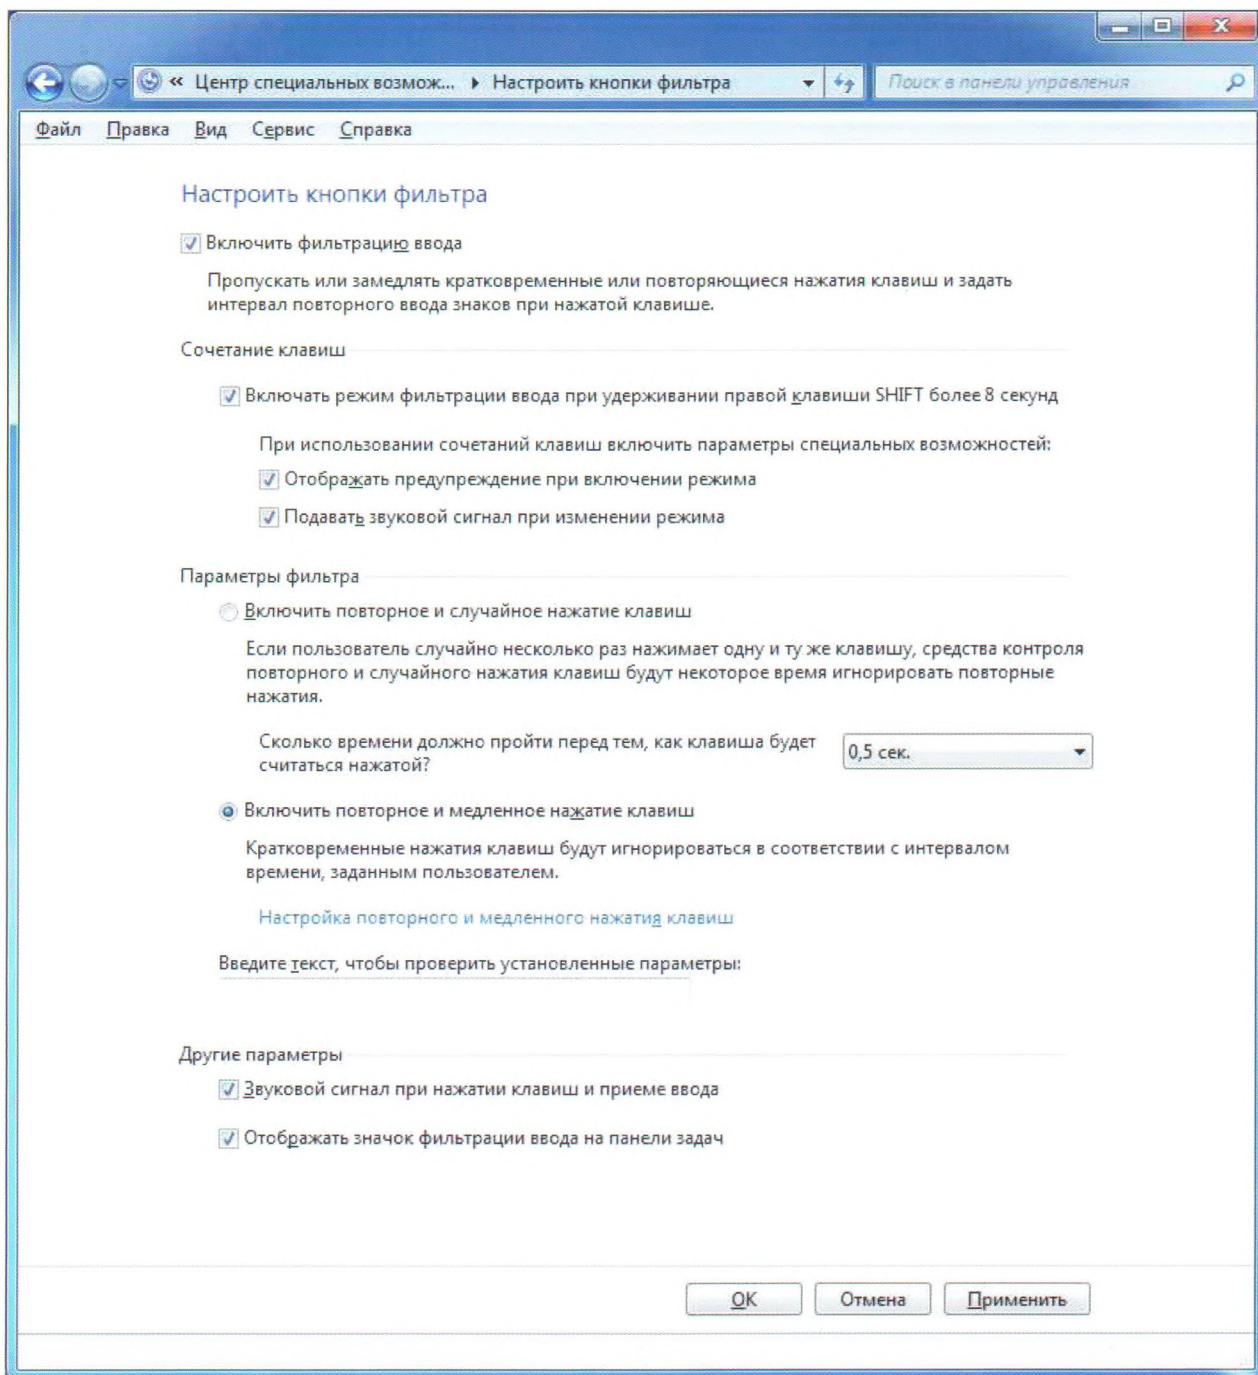 « Центр специальных возмож... Настроить кнопки фильтра Поиск в панели управления
Файл Правка Вид Сервис Справка
Настроить кнопки фильтра
Включить фильтрацию ввода
Пропускать или замедлять кратковременные или повторяющиеся нажатия клавиш и задать
интервал повторного ввода знаков при нажатой клавише.
Сочетание клавиш
Включать режим фильтрации ввода при удерживании правой клавиши SHIFT более 8 секунд
При использовании сочетаний клавиш включить параметры специальных возможностей:
Отображать предупреждение при включении режима
Подавать звуковой сигнал при изменении режима
Параметры фильтра
Включить повторное и случайное нажатие клавиш
Если пользователь случайно несколько раз нажимает одну и ту же клавишу, средства контроля
повторного и случайного нажатия клавиш будут некоторое время игнорировать повторные
нажатия.
Сколько времени должно пройти перед тем, как клавиша будет
считаться нажатой?
0,5 сек.
Включить повторное и медленное нажатие клавиш
Кратковременные нажатия клавиш будут игнорироваться в соответствии с интервалом
времени, заданным пользователем.
Настройка повторного и медленного нажатия клавиш
Введите текст, чтобы проверить установленные параметры:
Другие параметры
Звуковой сигнал при нажатии клавиш и приеме ввода
Отображать значок фильтрации ввода на панели задач
OK Отмена Применить